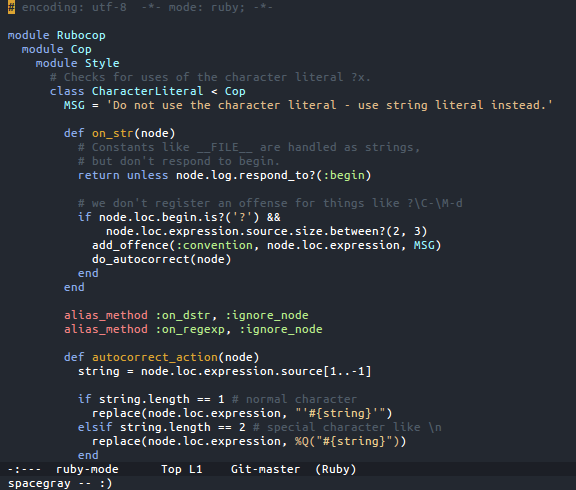 # encoding: utf-8  -*- mode: ruby; -*-

module Rubocop
  module Cop
    module Style
      # Checks for uses of the character literal ?x.
      class CharacterLiteral < Cop
        MSG = 'Do not use the character literal - use string literal instead.'

        def on_str(node)
          # Constants like __FILE__ are handled as strings,
          # but don't respond to begin.
          return unless node.log.respond_to?(:begin)

          # we don't register an offense for things like ?\C-\M-d
          if node.loc.begin.is?('?') &&
              node.loc.expression.source.size.between?(2, 3)
            add_offence(:convention, node.loc.expression, MSG)
            do_autocorrect(node)
          end
        end

        alias_method :on_dstr, :ignore_node
        alias_method :on_regexp, :ignore_node

        def autocorrect_action(node)
          string = node.loc.expression.source[1..-1]

          if string.length == 1 # normal character
            replace(node.loc.expression, "'#{string}'")
          elsif string.length == 2 # special character like \n
            replace(node.loc.expression, %Q("#{string}"))
          end
-:---  ruby-mode      Top L1    Git-master  (Ruby)
spacegray -- :)